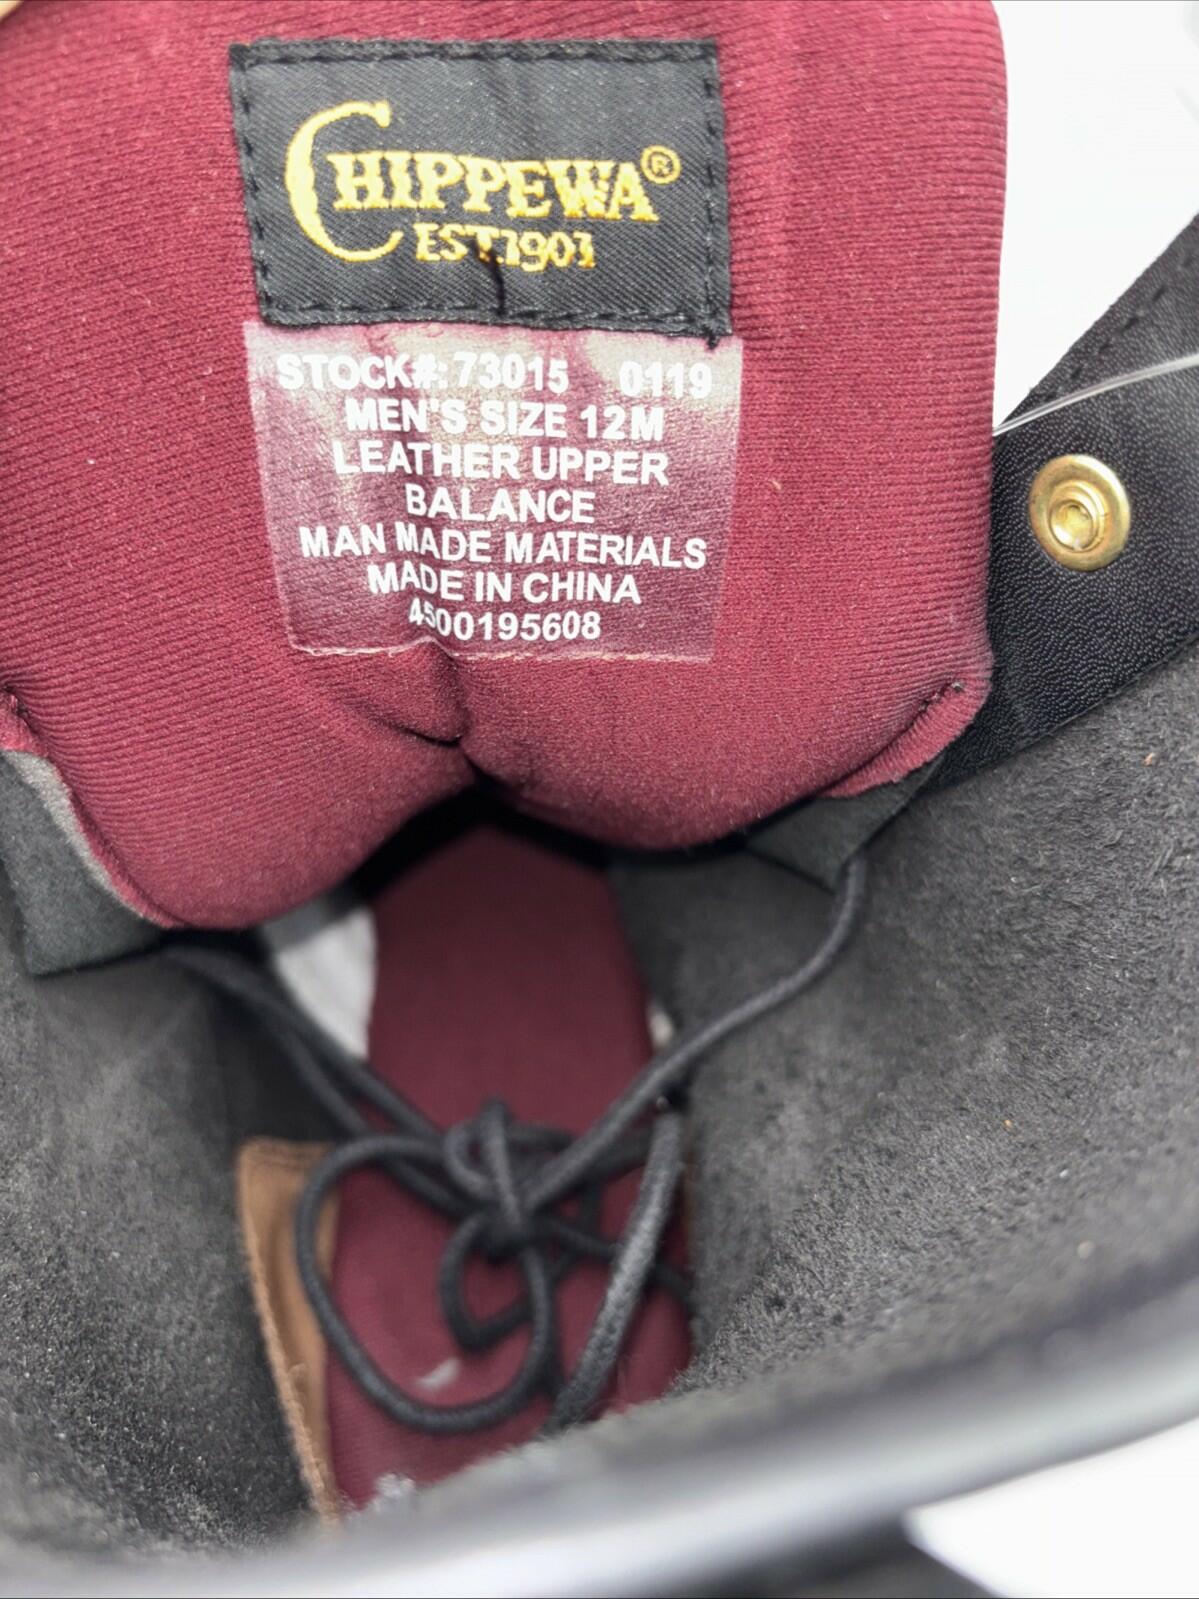 CHIPPEWA®
EST.1901
STOCK#:73015 0119
MEN'S SIZE 12M
LEATHER UPPER
BALANCE
MAN MADE MATERIALS
MADE IN CHINA
4500195608